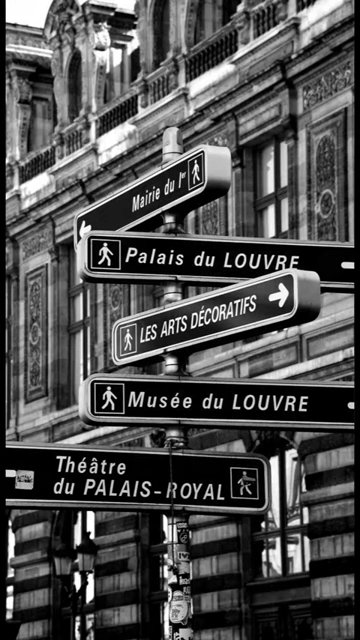 Mairie du 1er
Palais du LOUVRE
LES ARTS DÉCORATIFS
Musée du LOUVRE
Théâtre
du PALAIS-ROYAL